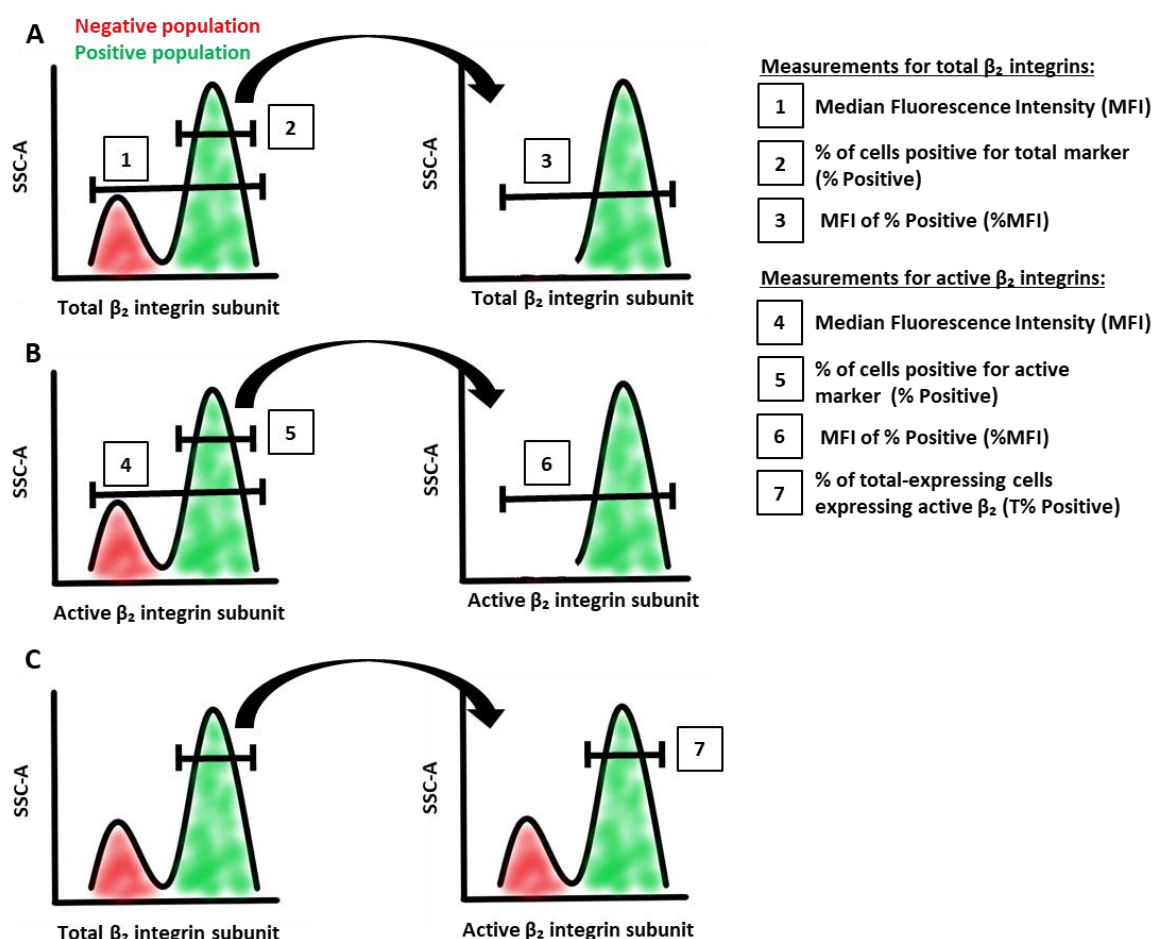 A
Negative population
Positive population
SSC-A
1
2
Total β₂ integrin subunit
SSC-A
3
Total β₂ integrin subunit
B
SSC-A
4
5
Active β₂ integrin subunit
SSC-A
6
Active β₂ integrin subunit
C
SSC-A
Total β₂ integrin subunit
SSC-A
7
Active β₂ integrin subunit
Measurements for total β₂ integrins:
1 Median Fluorescence Intensity (MFI)
2 % of cells positive for total marker
(% Positive)
3 MFI of % Positive (%MFI)
Measurements for active β₂ integrins:
4 Median Fluorescence Intensity (MFI)
5 % of cells positive for active
marker (% Positive)
6 MFI of % Positive (%MFI)
7 % of total-expressing cells
expressing active β₂ (T% Positive)